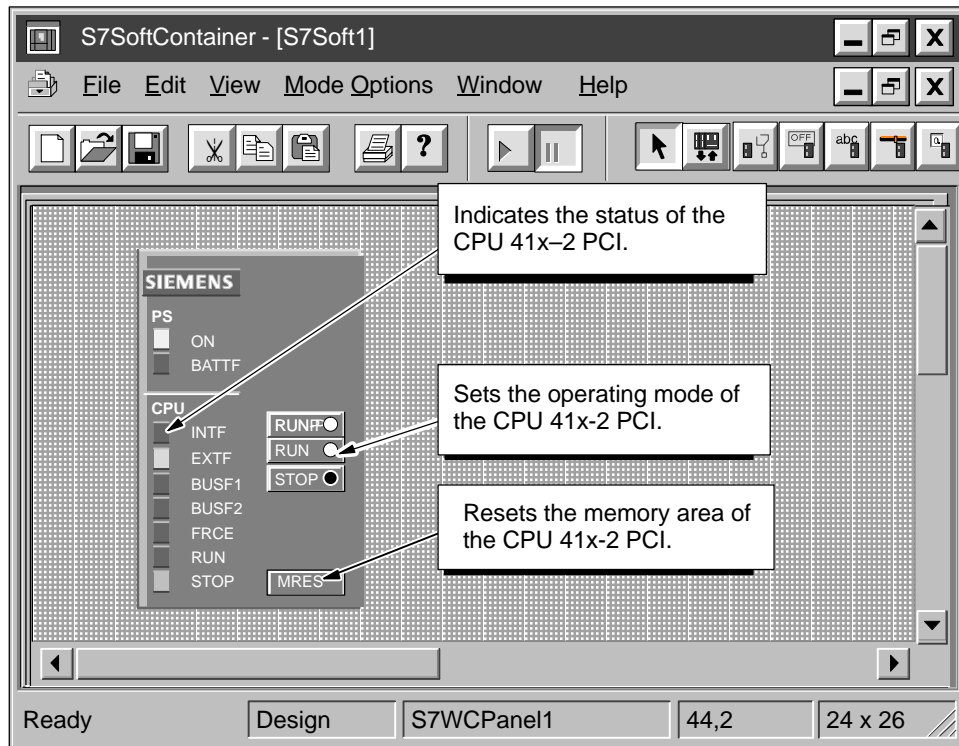 S7SoftContainer - [S7Soft1]
File Edit View Mode Options Window Help
? OFF abc a
Indicates the status of the
CPU 41x–2 PCI.
SIEMENS
PS
ON
BATTF
Sets the operating mode of
the CPU 41x-2 PCI.
CPU
INTF
EXTF
BUSF1
BUSF2
FRCE
RUN
STOP
RUN
STOP
MRES
Resets the memory area of
the CPU 41x-2 PCI.
Ready Design S7WCPanel1 44,2 24 x 26